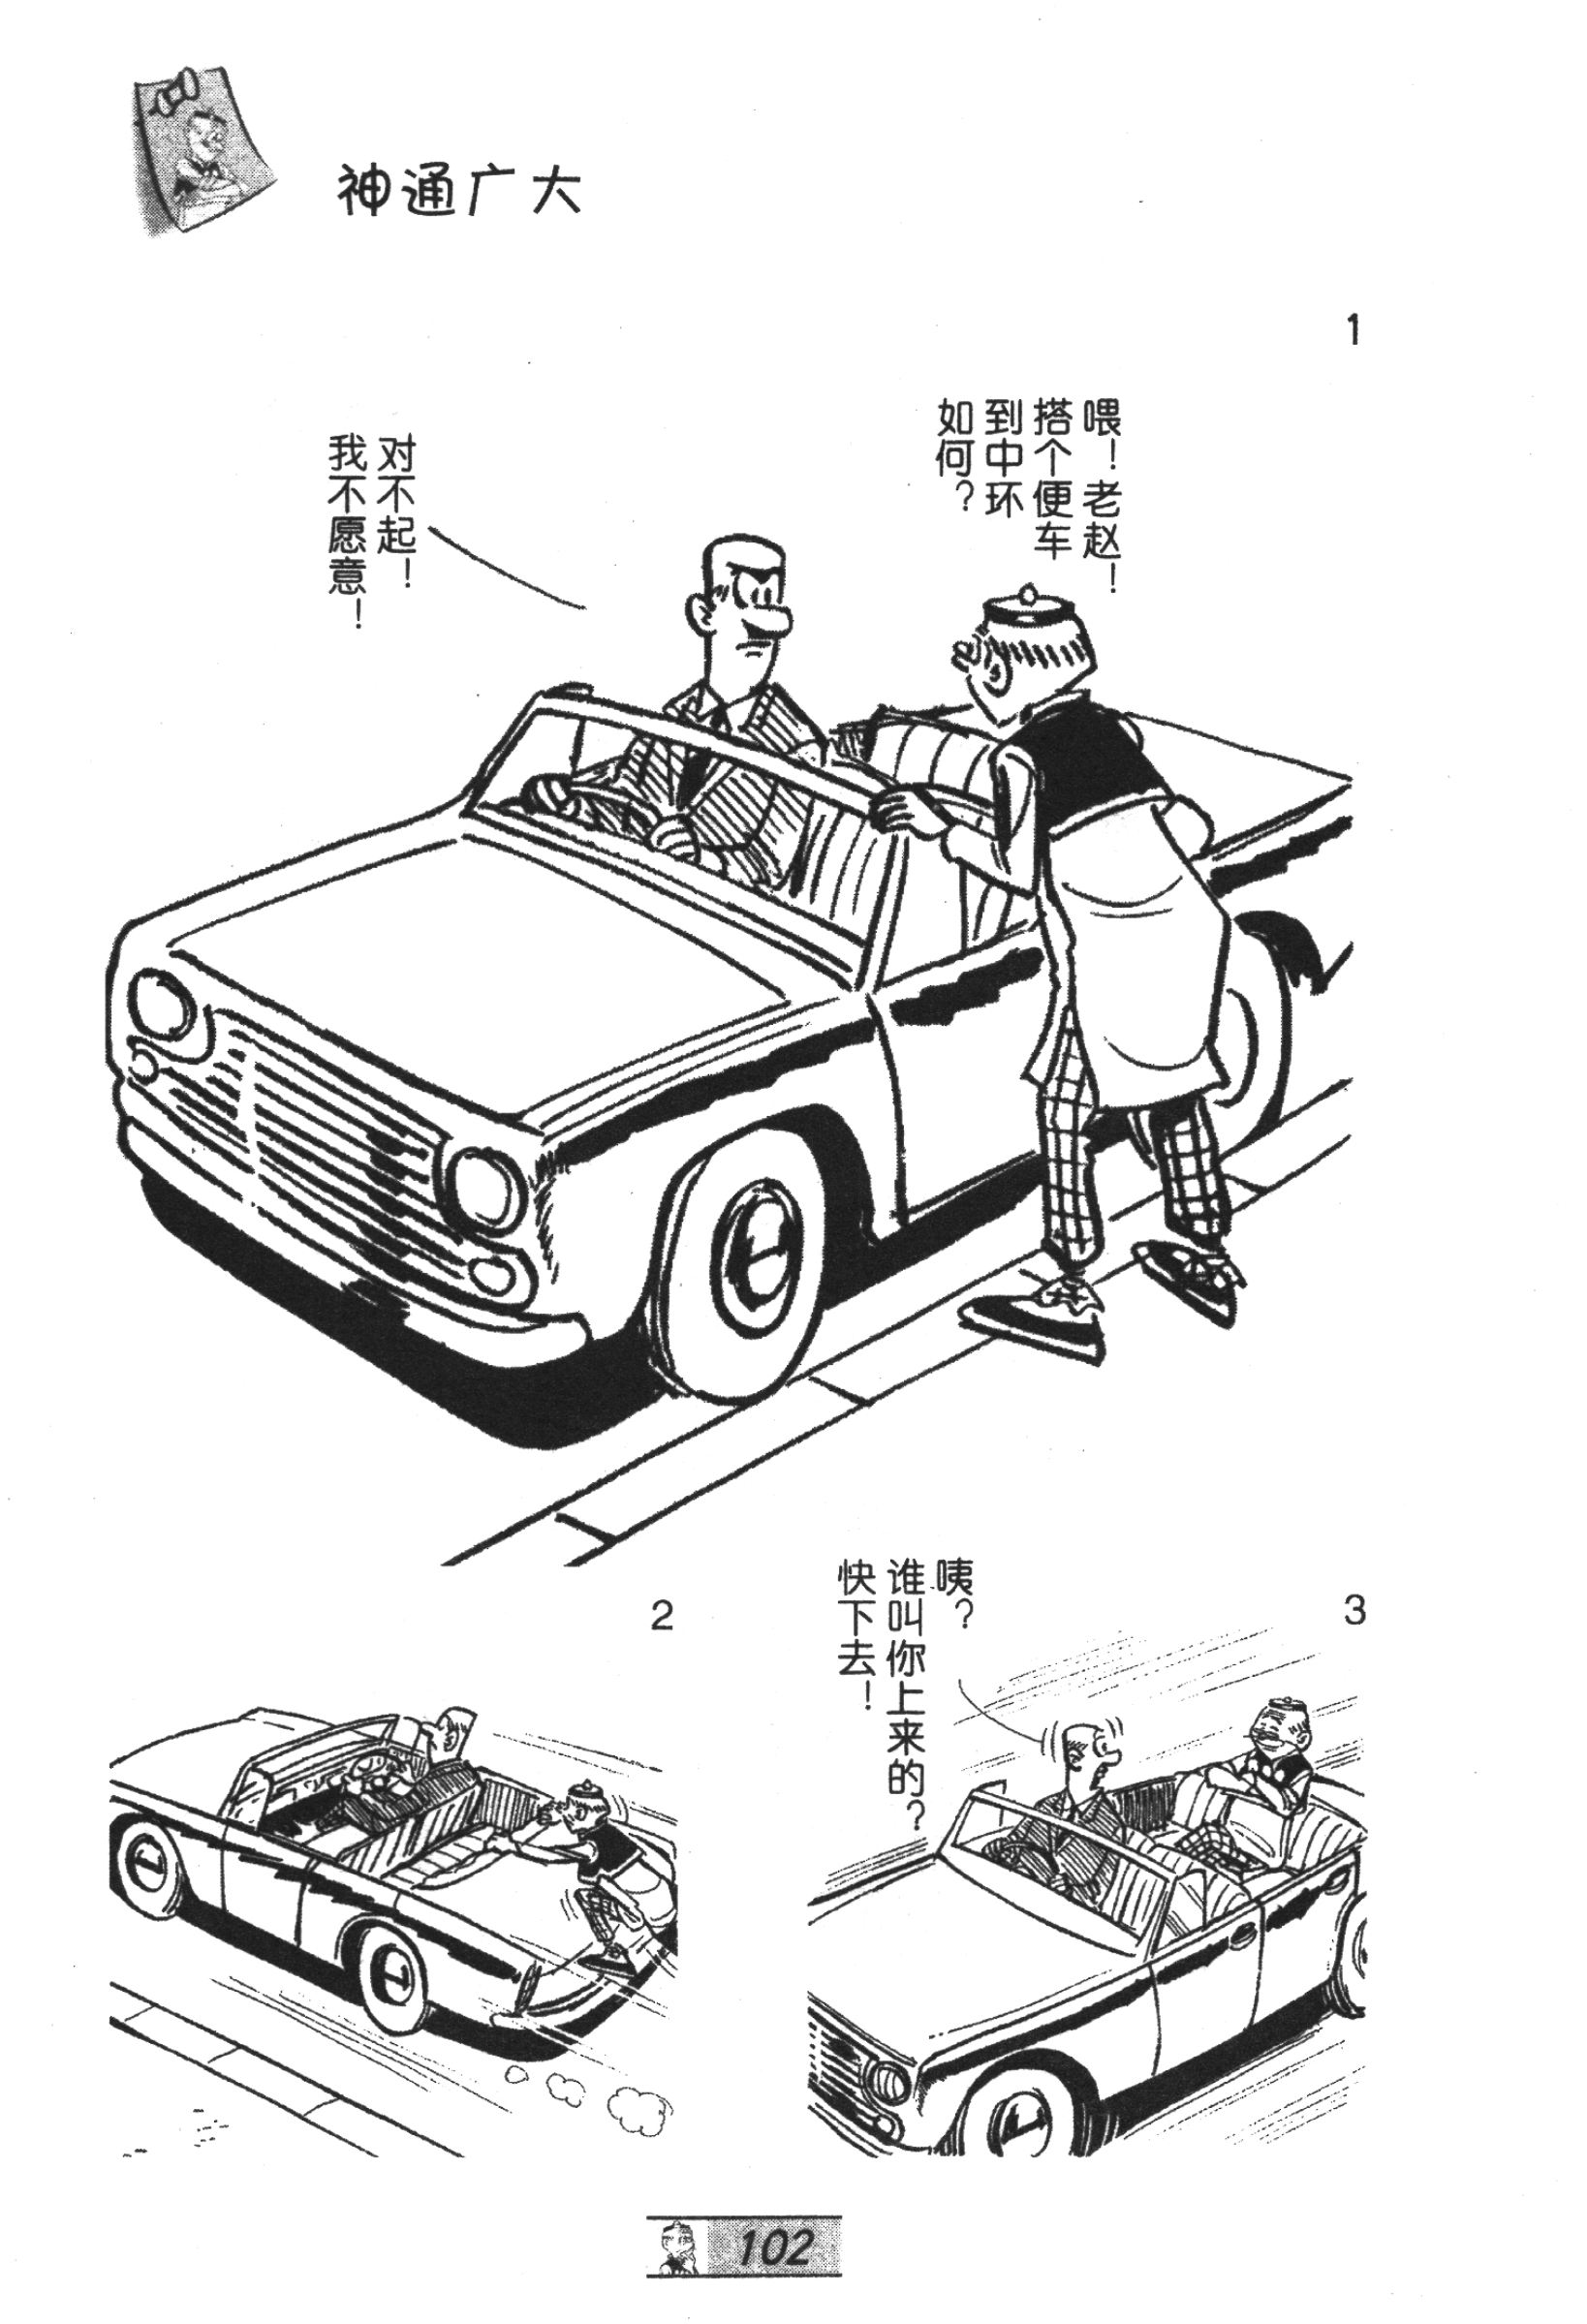 神通广大
1
喂！老赵！
搭个便车
到中环
如何？
对不起！
我不愿意！
2
3
咦？
谁叫你上来的？
快下去！
102